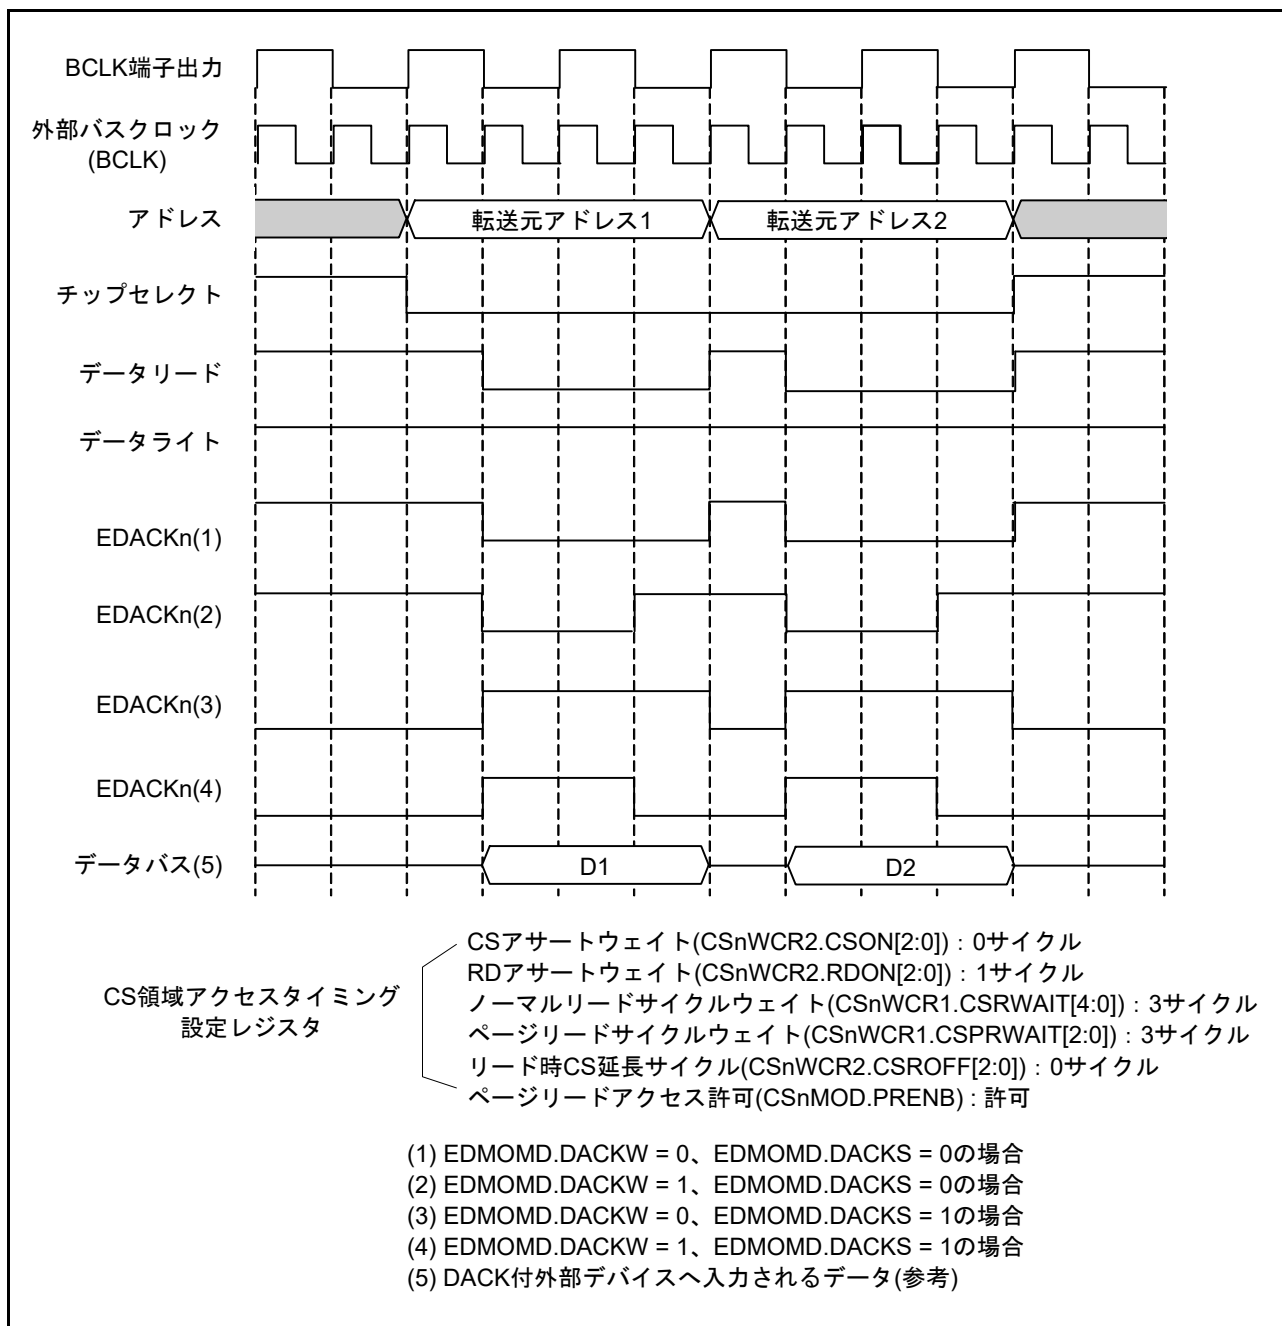 BCLK端子出力
外部バスクロック
(BCLK)
アドレス
転送元アドレス1
転送元アドレス2
チップセレクト
データリード
データライト
EDACKn(1)
EDACKn(2)
EDACKn(3)
EDACKn(4)
データバス(5)
D1
D2
CS領域アクセスタイミング
設定レジスタ
CSアサートウェイト(CSnWCR2.CSON[2:0]) : 0サイクル
RDアサートウェイト(CSnWCR2.RDON[2:0]) : 1サイクル
ノーマルリードサイクルウェイト(CSnWCR1.CSRWAIT[4:0]) : 3サイクル
ページリードサイクルウェイト(CSnWCR1.CSPRWAIT[2:0]) : 3サイクル
リード時CS延長サイクル(CSnWCR2.CSROFF[2:0]) : 0サイクル
ページリードアクセス許可(CSnMOD.PRENB) : 許可
(1) EDMOMD.DACKW = 0、EDMOMD.DACKS = 0の場合
(2) EDMOMD.DACKW = 1、EDMOMD.DACKS = 0の場合
(3) EDMOMD.DACKW = 0、EDMOMD.DACKS = 1の場合
(4) EDMOMD.DACKW = 1、EDMOMD.DACKS = 1の場合
(5) DACK付外部デバイスへ入力されるデータ(参考)